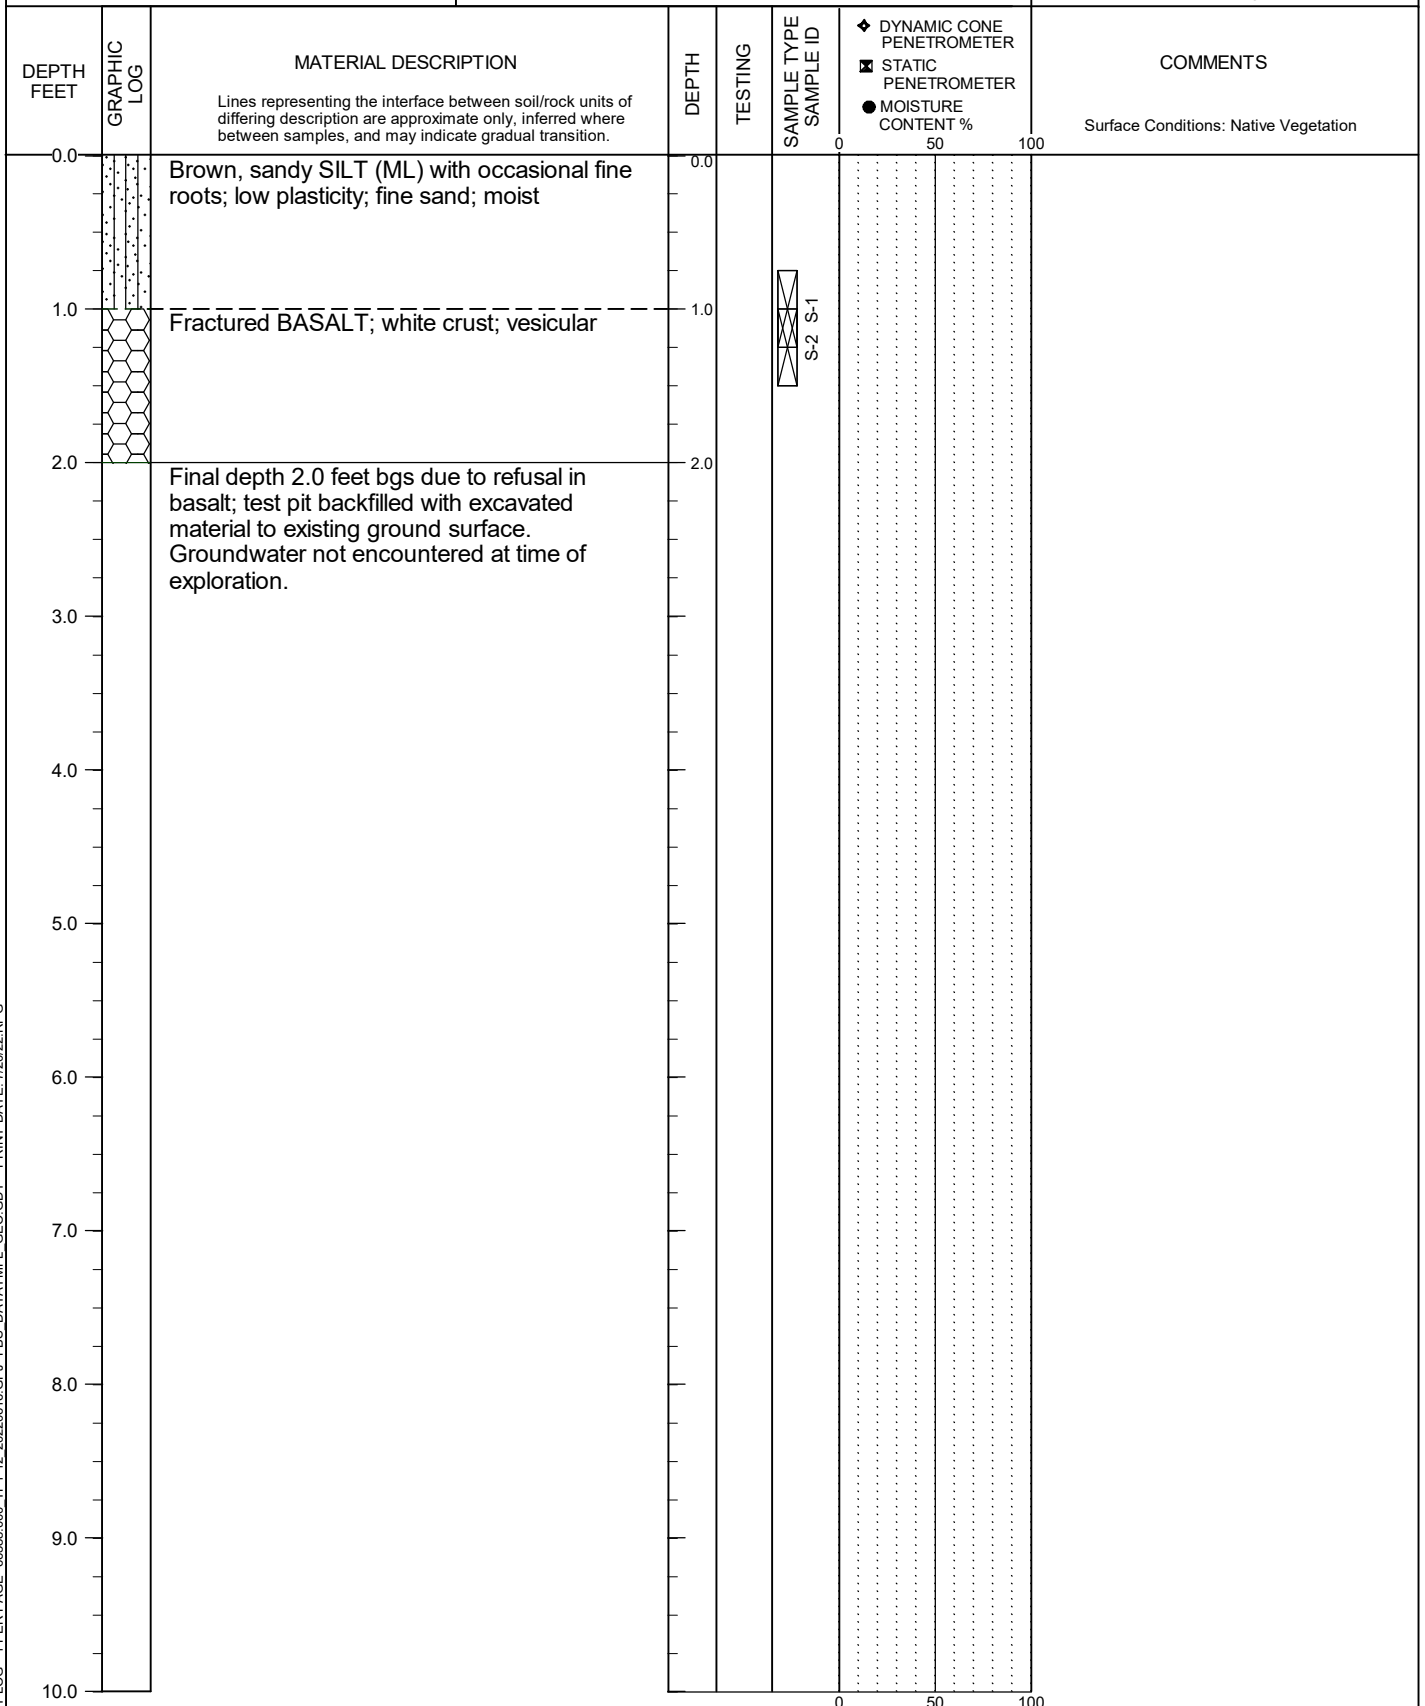 DEPTH
FEET
GRAPHIC
LOG
MATERIAL DESCRIPTION
Lines representing the interface between soil/rock units of
differing description are approximate only, inferred where
between samples, and may indicate gradual transition.
DEPTH
TESTING
SAMPLE TYPE
SAMPLE ID
DYNAMIC CONE
PENETROMETER
STATIC
PENETROMETER
MOISTURE
CONTENT %
0 50 100
COMMENTS
Surface Conditions: Native Vegetation
0.0
Brown, sandy SILT (ML) with occasional fine
roots; low plasticity; fine sand; moist
0.0
1.0
Fractured BASALT; white crust; vesicular
1.0
S-1
S-2
2.0
Final depth 2.0 feet bgs due to refusal in
basalt; test pit backfilled with excavated
material to existing ground surface.
Groundwater not encountered at time of
exploration.
2.0
3.0
4.0
5.0
6.0
7.0
8.0
9.0
10.0
0 50 100